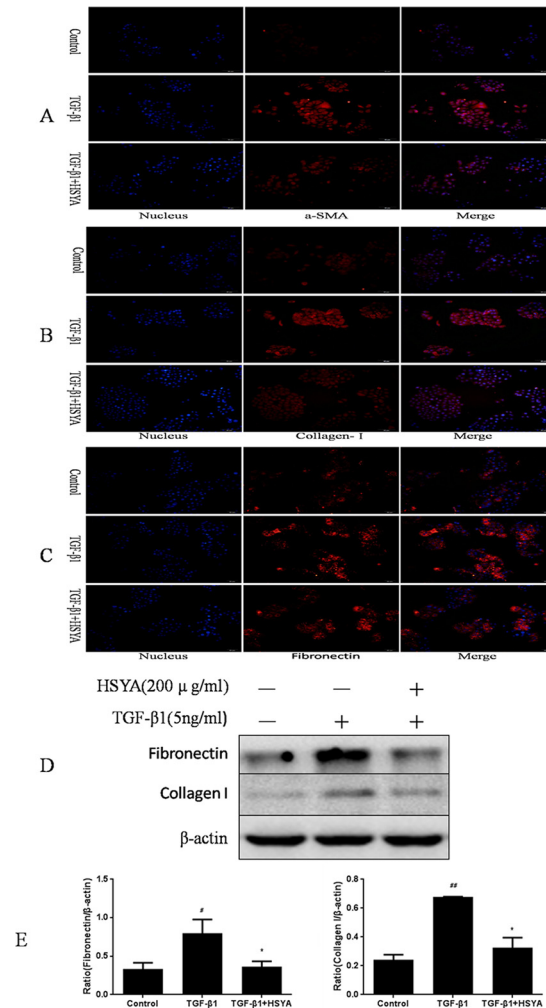 Control
A
TGF-β1
TGF-β1+HSYA
Nucleus a-SMA Merge
Control
B
TGF-β1
TGF-β1+HSYA
Nucleus Collagen- I Merge
Control
C
TGF-β1
TGF-β1+HSYA
Nucleus Fibronectin Merge
HSYA(200 μ g/ml) — — +
TGF-β1(5ng/ml) — + +
D
Fibronectin
Collagen I
β-actin
E
Ratio(Fibronectin/β-actin)
1.5
1.0
0.5
0.0
#
*
Control TGF-β1 TGF-β1+HSYA
Ratio(Collagen I/β-actin)
0.8
0.6
0.4
0.2
0.0
##
*
Control TGF-β1 TGF-β1+HSYA